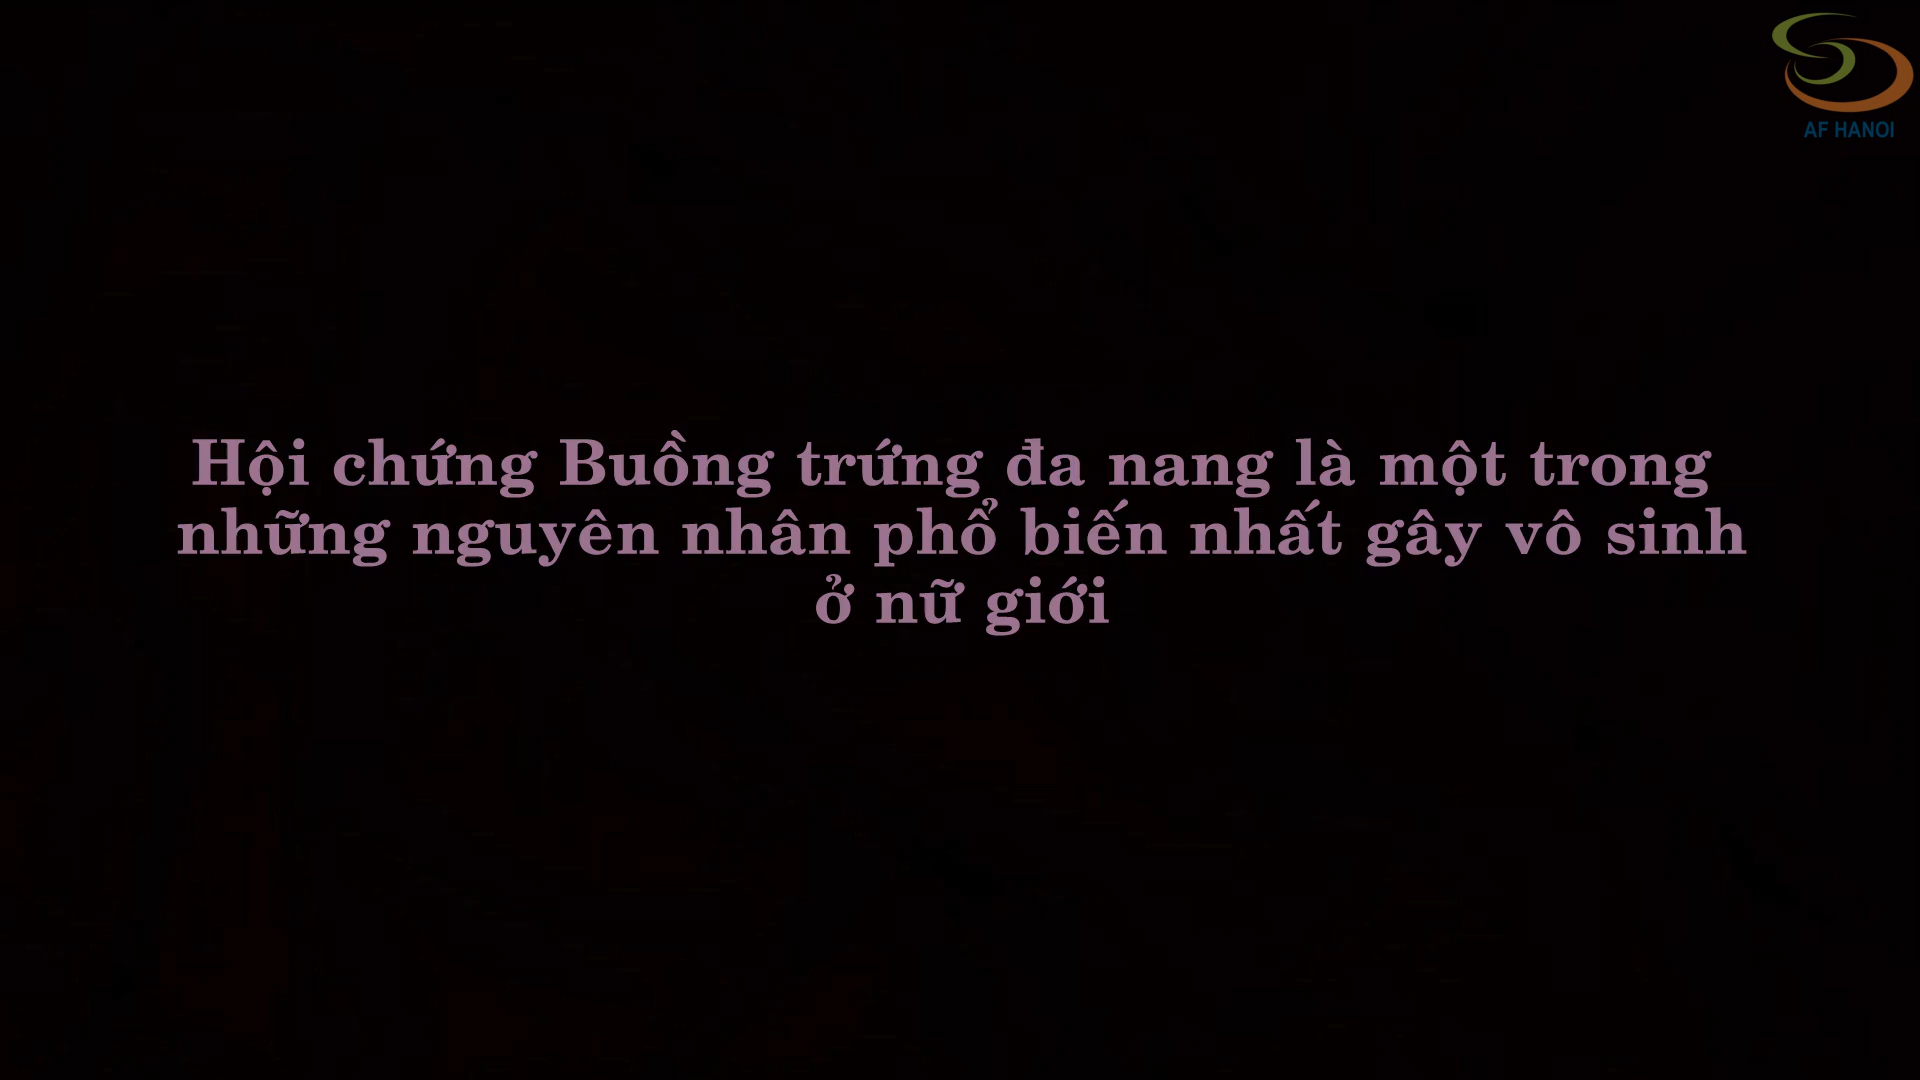 AF HANOI
Hội chứng Buồng trứng đa nang là một trong
những nguyên nhân phổ biến nhất gây vô sinh
ở nữ giới